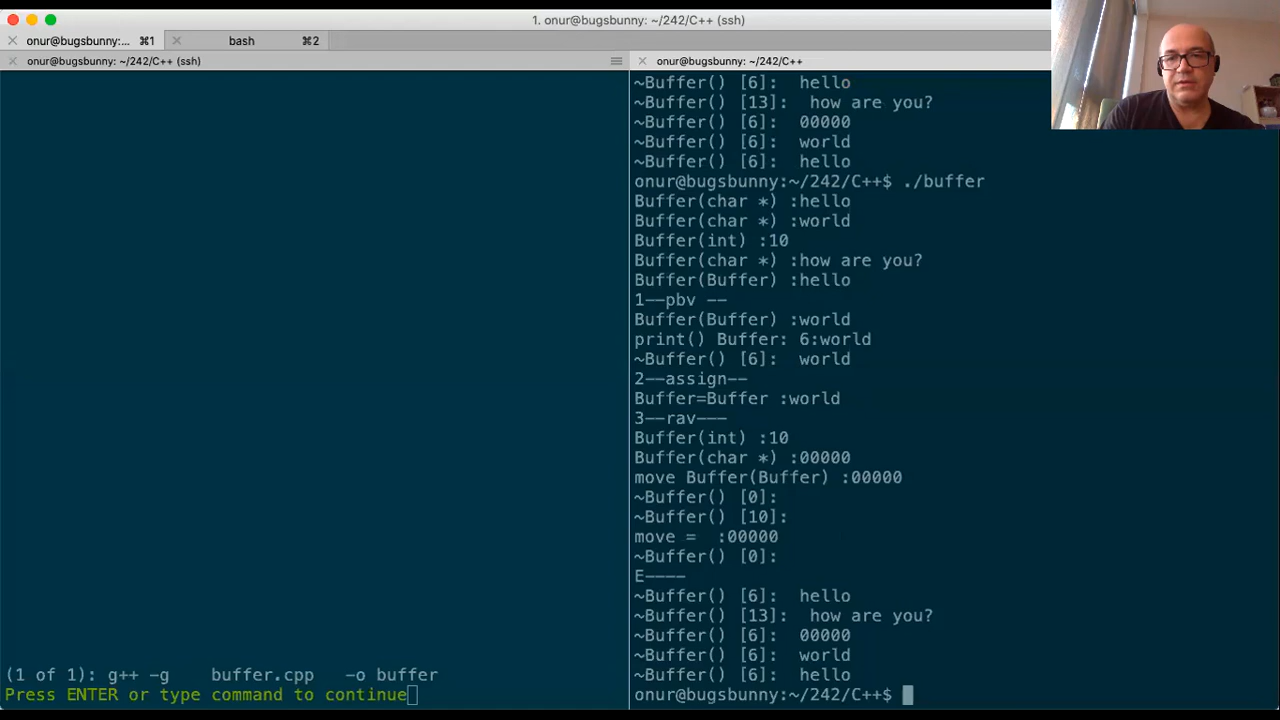 1. onur@bugsbunny: ~/242/C++ (ssh)
onur@bugsbunny:... ⌘1
bash ⌘2
onur@bugsbunny: ~/242/C++ (ssh)
(1 of 1): g++ -g    buffer.cpp   -o buffer
Press ENTER or type command to continue
onur@bugsbunny: ~/242/C++
~Buffer() [6]:  hello
~Buffer() [13]:  how are you?
~Buffer() [6]:  00000
~Buffer() [6]:  world
~Buffer() [6]:  hello
onur@bugsbunny:~/242/C++$ ./buffer
Buffer(char *) :hello
Buffer(char *) :world
Buffer(int) :10
Buffer(char *) :how are you?
Buffer(Buffer) :hello
1--pbv --
Buffer(Buffer) :world
print() Buffer: 6:world
~Buffer() [6]:  world
2--assign--
Buffer=Buffer :world
3--rav---
Buffer(int) :10
Buffer(char *) :00000
move Buffer(Buffer) :00000
~Buffer() [0]:
~Buffer() [10]:
move =  :00000
~Buffer() [0]:
E----
~Buffer() [6]:  hello
~Buffer() [13]:  how are you?
~Buffer() [6]:  00000
~Buffer() [6]:  world
~Buffer() [6]:  hello
onur@bugsbunny:~/242/C++$